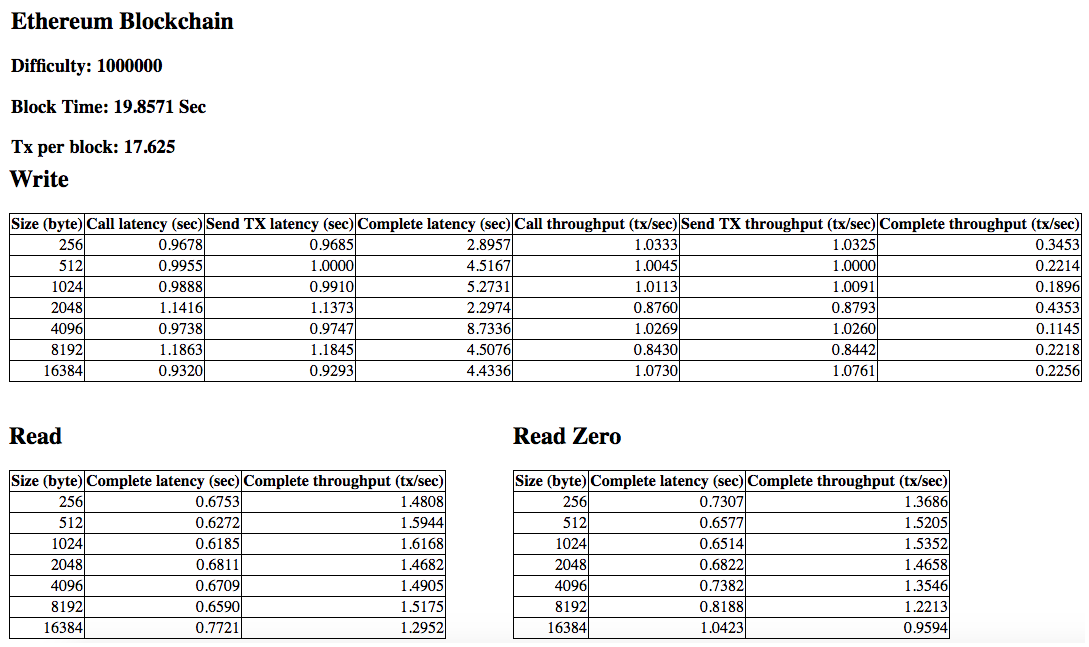 Ethereum Blockchain
Difficulty: 1000000
Block Time: 19.8571 Sec
Tx per block: 17.625
Write
Size (byte) Call latency (sec) Send TX latency (sec) Complete latency (sec) Call throughput (tx/sec) Send TX throughput (tx/sec) Complete throughput (tx/sec)
256 0.9678 0.9685 2.8957 1.0333 1.0325 0.3453
512 0.9955 1.0000 4.5167 1.0045 1.0000 0.2214
1024 0.9888 0.9910 5.2731 1.0113 1.0091 0.1896
2048 1.1416 1.1373 2.2974 0.8760 0.8793 0.4353
4096 0.9738 0.9747 8.7336 1.0269 1.0260 0.1145
8192 1.1863 1.1845 4.5076 0.8430 0.8442 0.2218
16384 0.9320 0.9293 4.4336 1.0730 1.0761 0.2256
Read
Size (byte) Complete latency (sec) Complete throughput (tx/sec)
256 0.6753 1.4808
512 0.6272 1.5944
1024 0.6185 1.6168
2048 0.6811 1.4682
4096 0.6709 1.4905
8192 0.6590 1.5175
16384 0.7721 1.2952
Read Zero
Size (byte) Complete latency (sec) Complete throughput (tx/sec)
256 0.7307 1.3686
512 0.6577 1.5205
1024 0.6514 1.5352
2048 0.6822 1.4658
4096 0.7382 1.3546
8192 0.8188 1.2213
16384 1.0423 0.9594